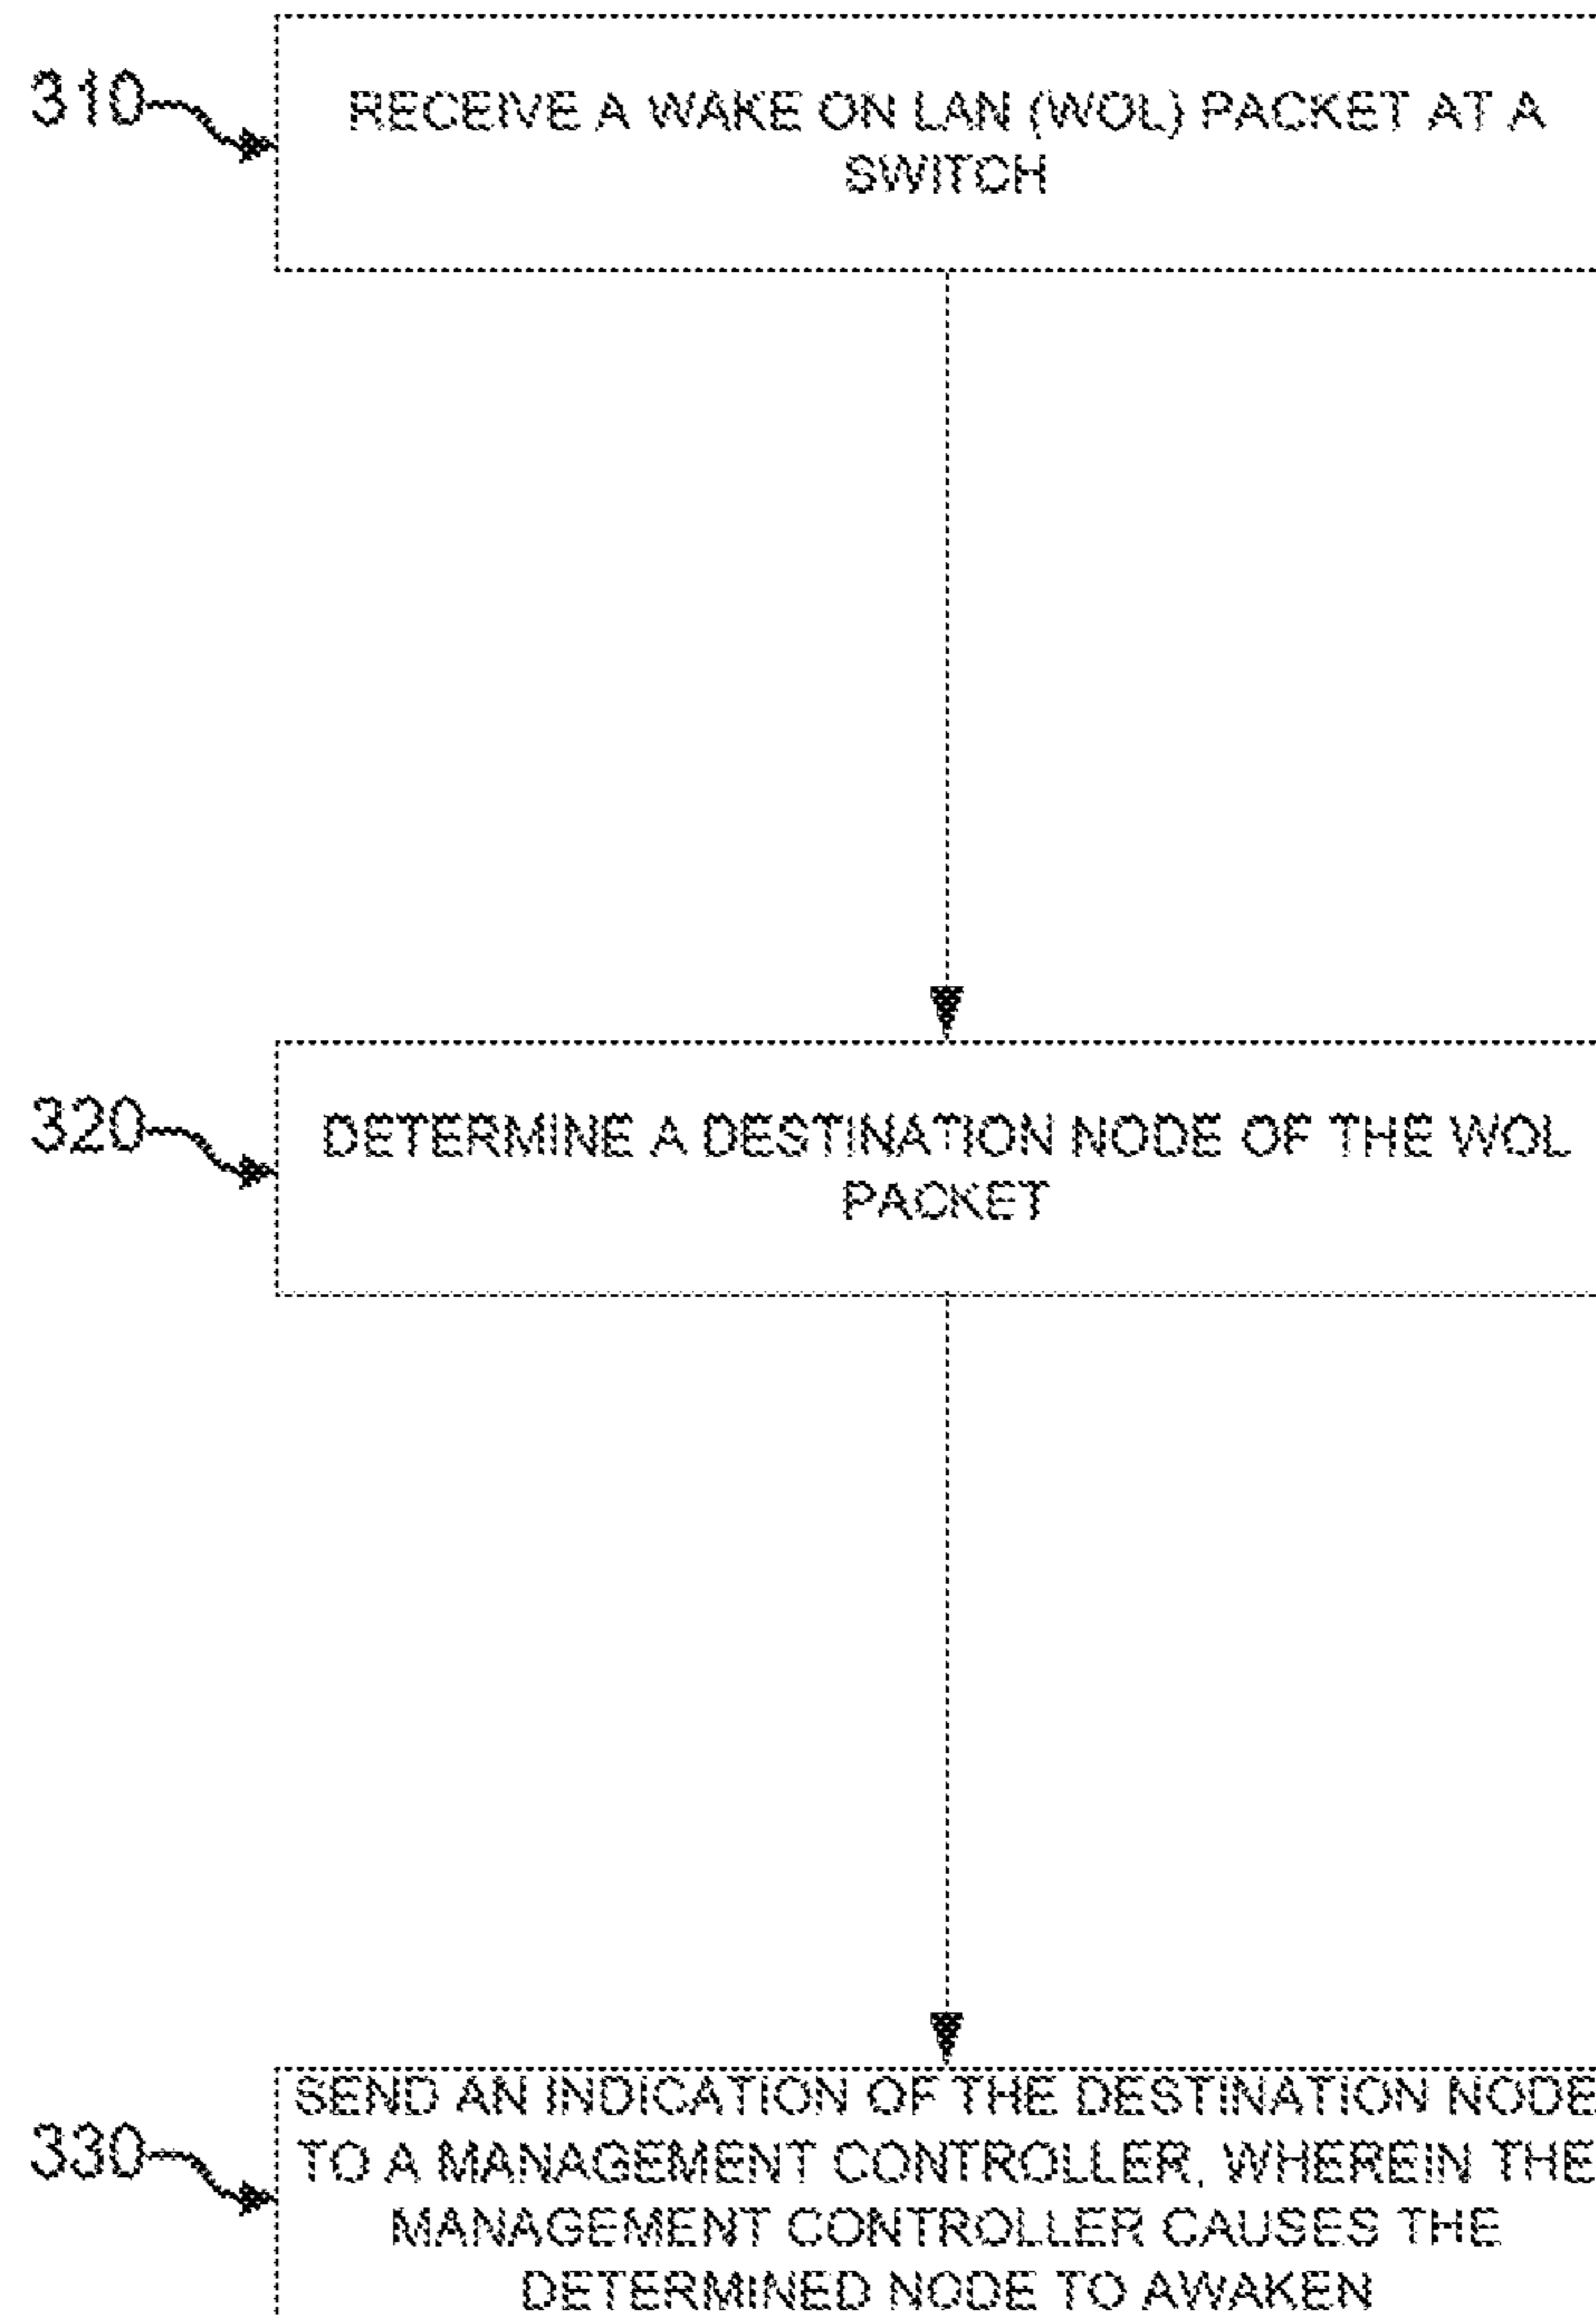 310
RECEIVE A WAKE ON LAN (WOL) PACKET AT A
SWITCH
320
DETERMINE A DESTINATION NODE OF THE WOL
PACKET
330
SEND AN INDICATION OF THE DESTINATION NODE
TO A MANAGEMENT CONTROLLER, WHEREIN THE
MANAGEMENT CONTROLLER CAUSES THE
DETERMINED NODE TO AWAKEN